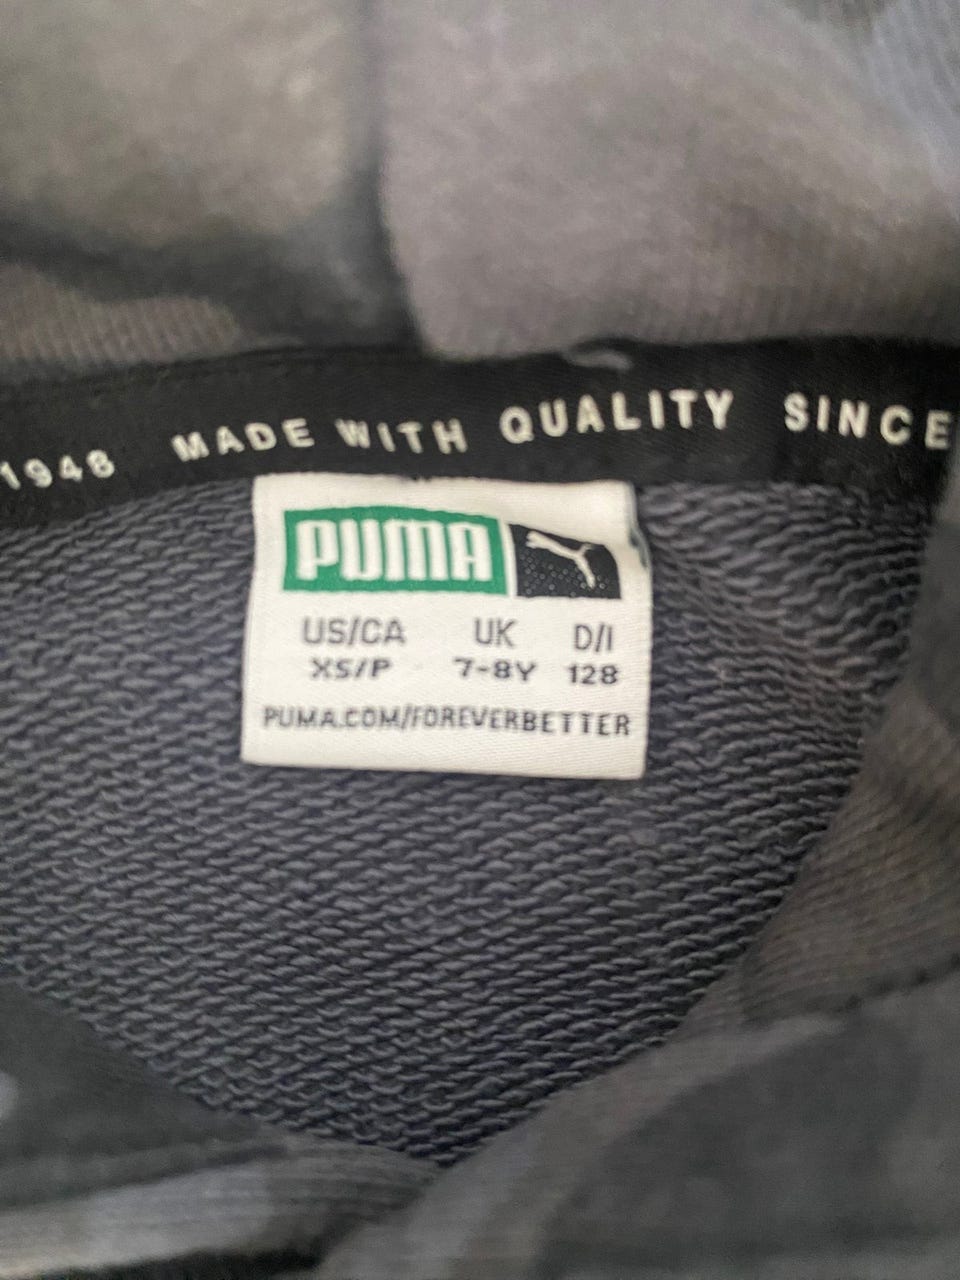 1948 MADE WITH QUALITY SINCE
PUMA
US/CA UK D/I
XS/P 7-8Y 128
PUMA.COM/FOREVERBETTER